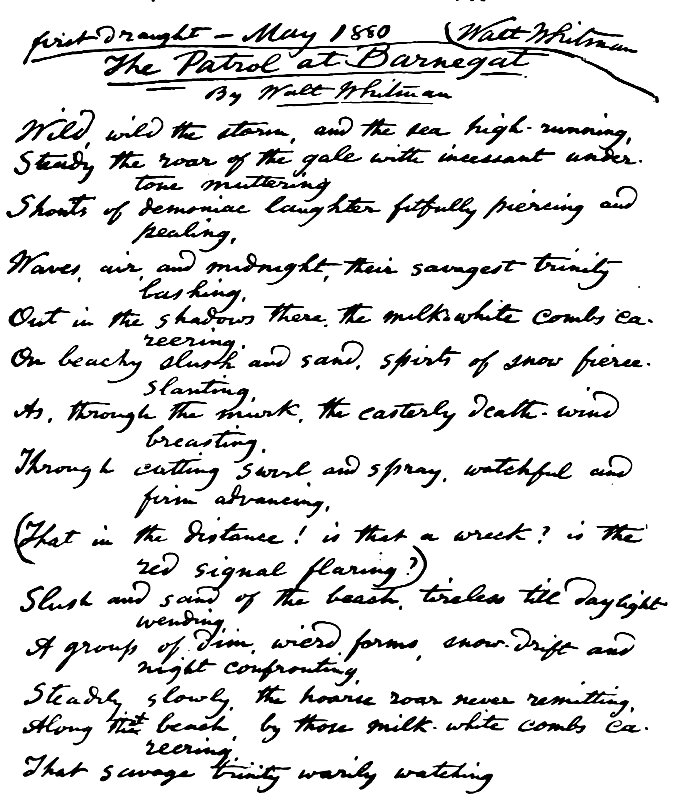 first draught – May 1880 (Walt Whitman
The Patrol at Barnegat
By Walt Whitman
Wild, wild the storm, and the sea high-running,
Steady the roar of the gale with incessant under-
tone muttering
Shouts of demoniac laughter fitfully piercing and
pealing,
Waves, air, and midnight, their savagest trinity
lashing,
Out in the shadows there, the milk-white combs ca-
reering,
On beachy slush and sand, spirts of snow fierce-
slanting,
As, through the murk, the easterly death-wind
breasting,
Through cutting swirl and spray, watchful and
firm advancing,
(That in the distance! is that a wreck? is the
red signal flaring?)
Slush and sand of the beach, tireless till daylight
wending,
A group of dim, wierd forms, snow-drift and
night confronting,
Steadily, slowly, the hoarse roar never remitting,
Along that beach, by those milk-white combs ca-
reering,
That savage trinity warily watching